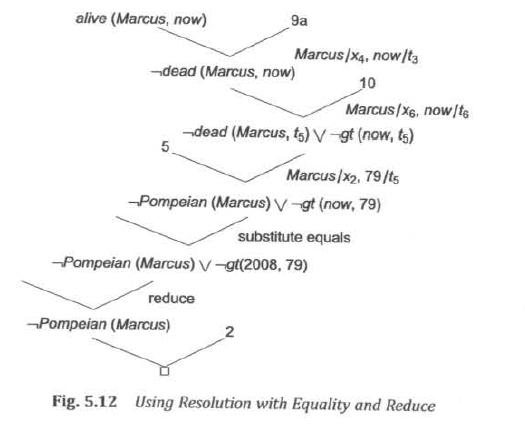 alive (Marcus, now) 9a
Marcus/x₄, now/t₃
¬dead (Marcus, now)
10
Marcus/x₆, now/t₆
¬dead (Marcus, t₅) ∨ ¬gt (now, t₅)
5
Marcus/x₂, 79/t₅
¬Pompeian (Marcus) ∨ ¬gt (now, 79)
substitute equals
¬Pompeian (Marcus) ∨ ¬gt(2008, 79)
reduce
¬Pompeian (Marcus)
2
Fig. 5.12 Using Resolution with Equality and Reduce